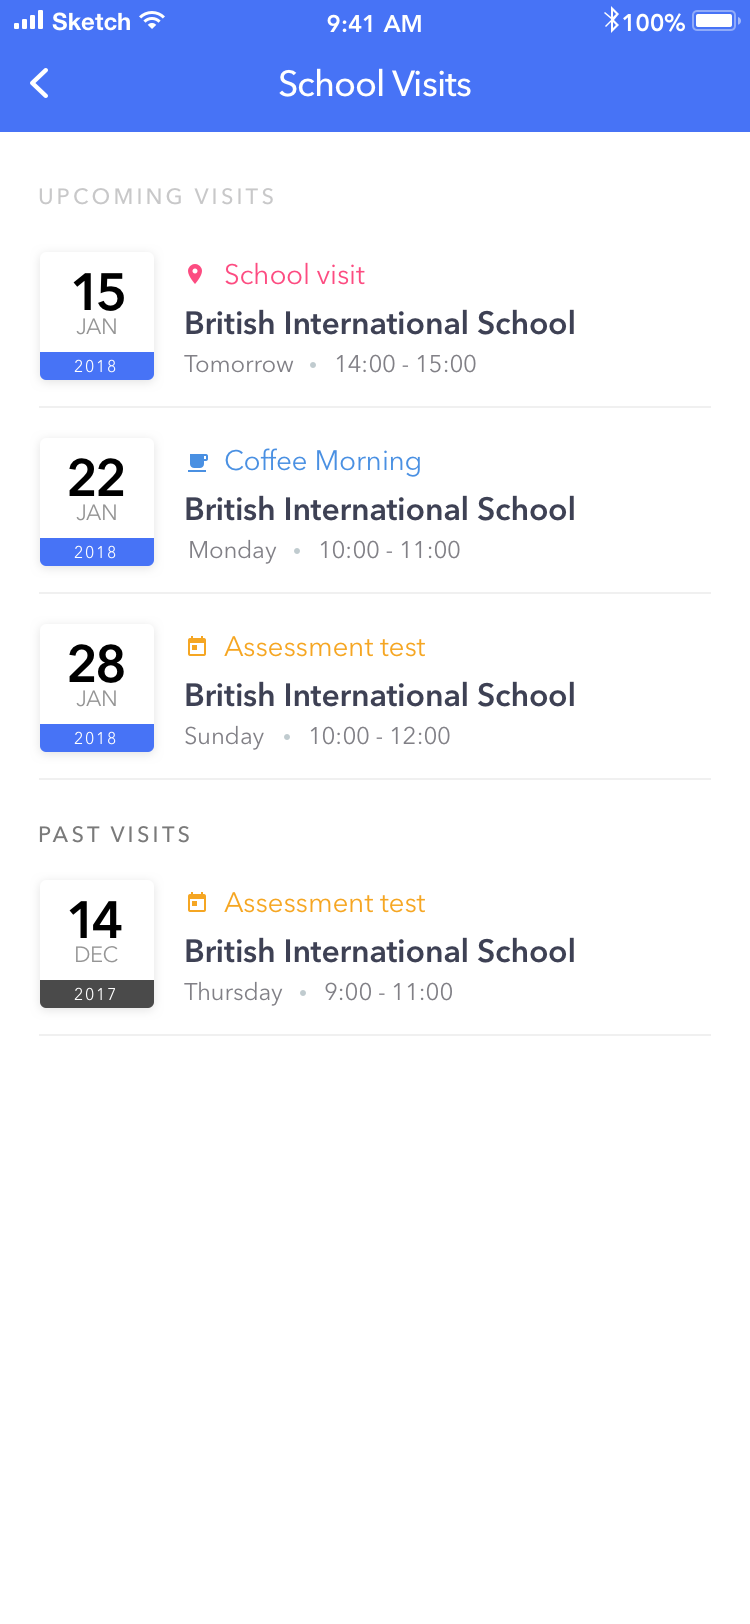 Sketch 9:41 AM 100%
School Visits
UPCOMING VISITS
15
JAN
2018
School visit
British International School
Tomorrow • 14:00 - 15:00
22
JAN
2018
Coffee Morning
British International School
Monday • 10:00 - 11:00
28
JAN
2018
Assessment test
British International School
Sunday • 10:00 - 12:00
PAST VISITS
14
DEC
2017
Assessment test
British International School
Thursday • 9:00 - 11:00